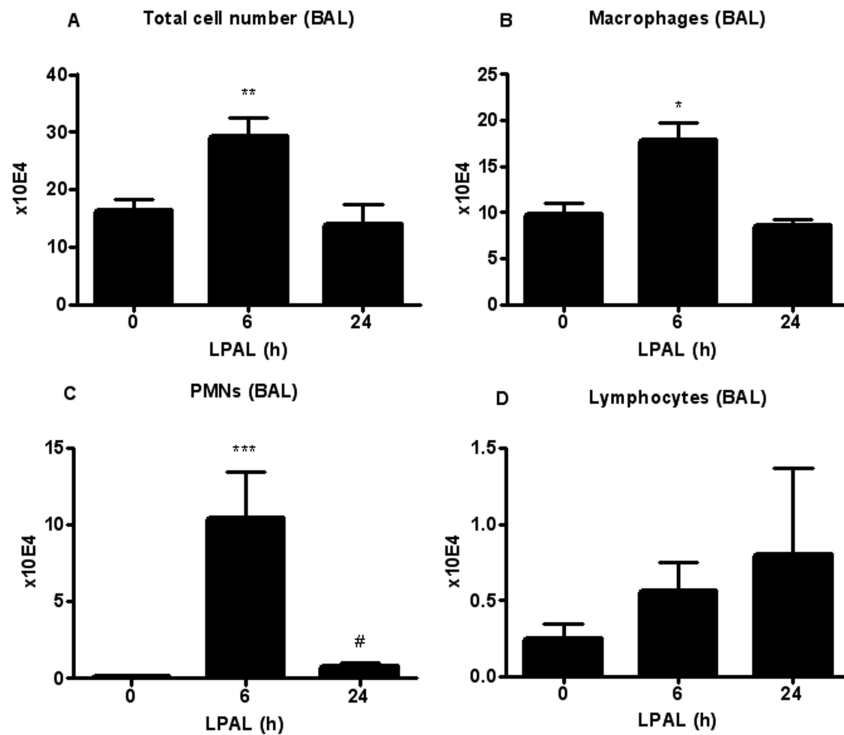 A Total cell number (BAL)
x10E4
40
30
20
10
0
**
0 6 24
LPAL (h)
B Macrophages (BAL)
x10E4
25
20
15
10
5
0
*
0 6 24
LPAL (h)
C PMNs (BAL)
x10E4
15
10
5
0
***
#
0 6 24
LPAL (h)
D Lymphocytes (BAL)
x10E4
1.5
1.0
0.5
0.0
0 6 24
LPAL (h)